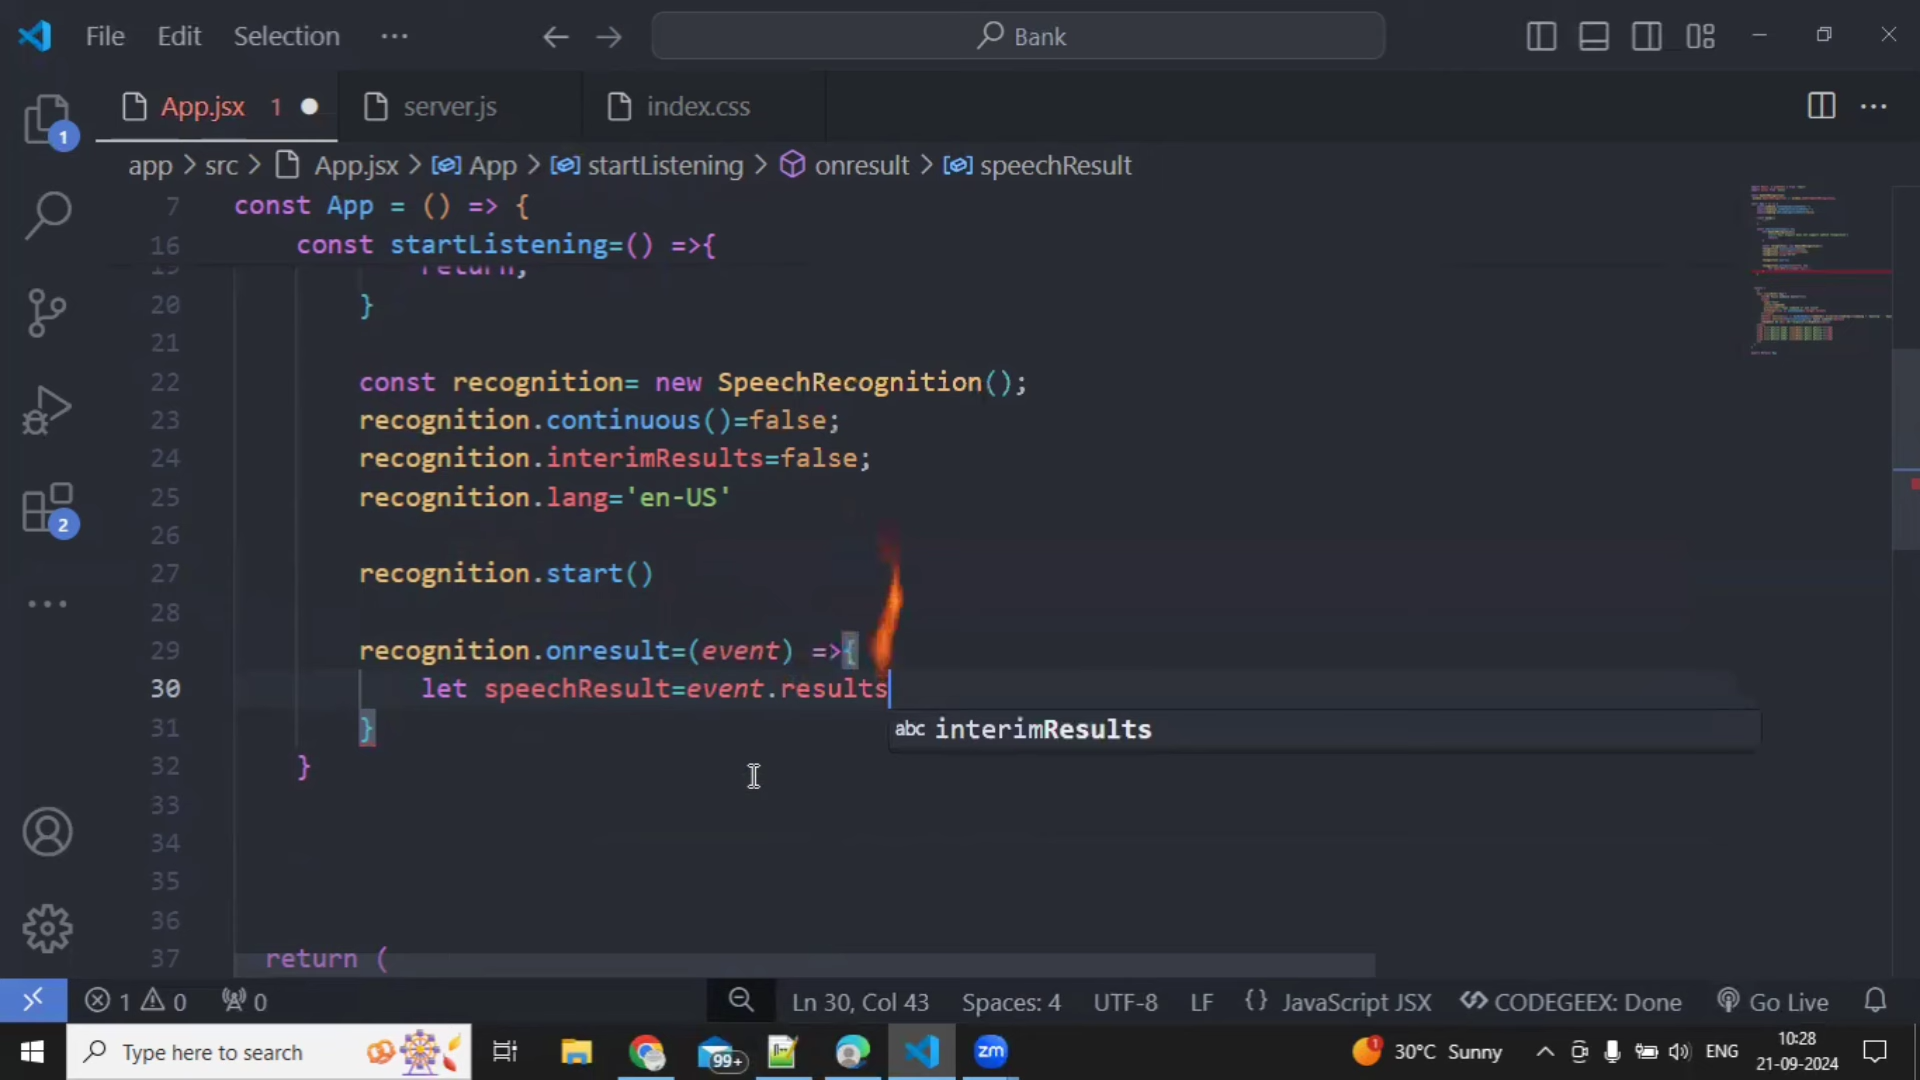 File Edit Selection ··· Bank
App.jsx 1 server.js index.css
app > src > App.jsx > App > startListening > onresult > speechResult
7 const App = () => {
16 const startListening=() =>{
19 return;
20 }
21
22 const recognition= new SpeechRecognition();
23 recognition.continuous()=false;
24 recognition.interimResults=false;
25 recognition.lang='en-US'
26
27 recognition.start()
28
29 recognition.onresult=(event) =>{
30 let speechResult=event.results
31 }
abc interimResults
32 }
33
34
35
36
37 return (
1
2
1 0 0 Ln 30, Col 43 Spaces: 4 UTF-8 LF {} JavaScript JSX CODEGEEX: Done Go Live
Type here to search 99+ zm 30°C Sunny ENG 10:28
21-09-2024